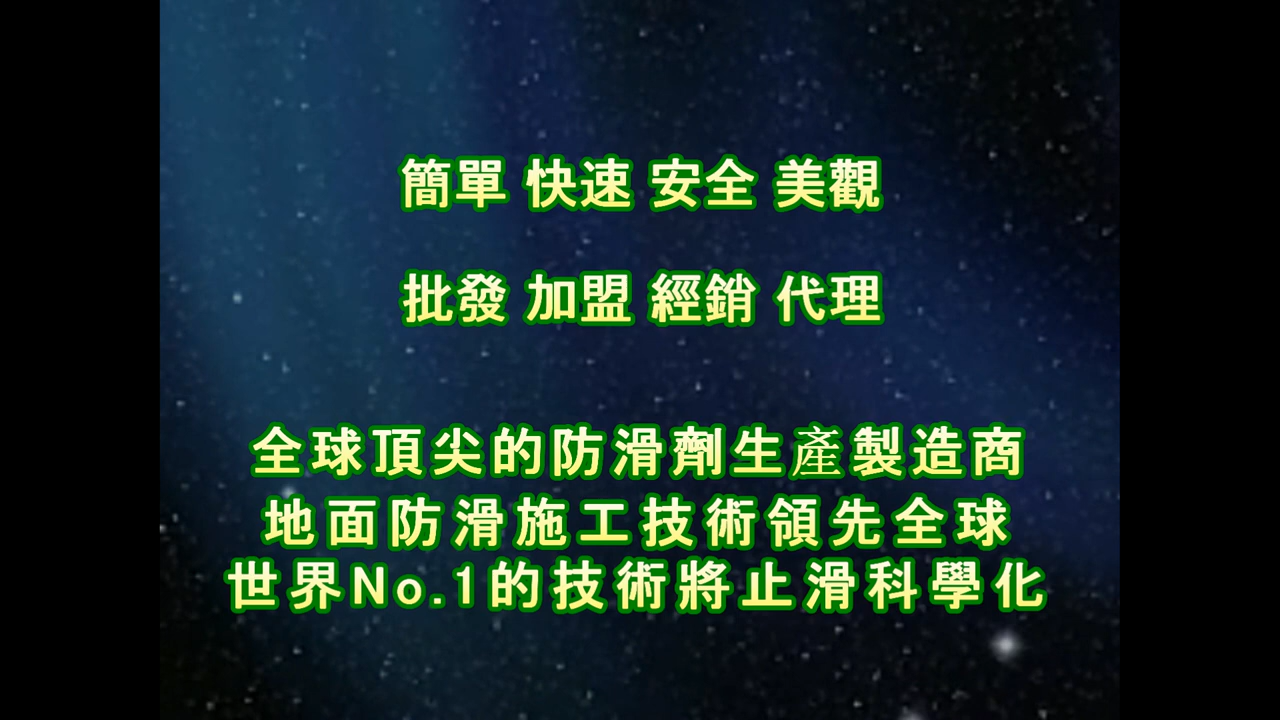 簡單 快速 安全 美觀
批發 加盟 經銷 代理
全球頂尖的防滑劑生產製造商
地面防滑施工技術領先全球
世界No.1的技術將止滑科學化